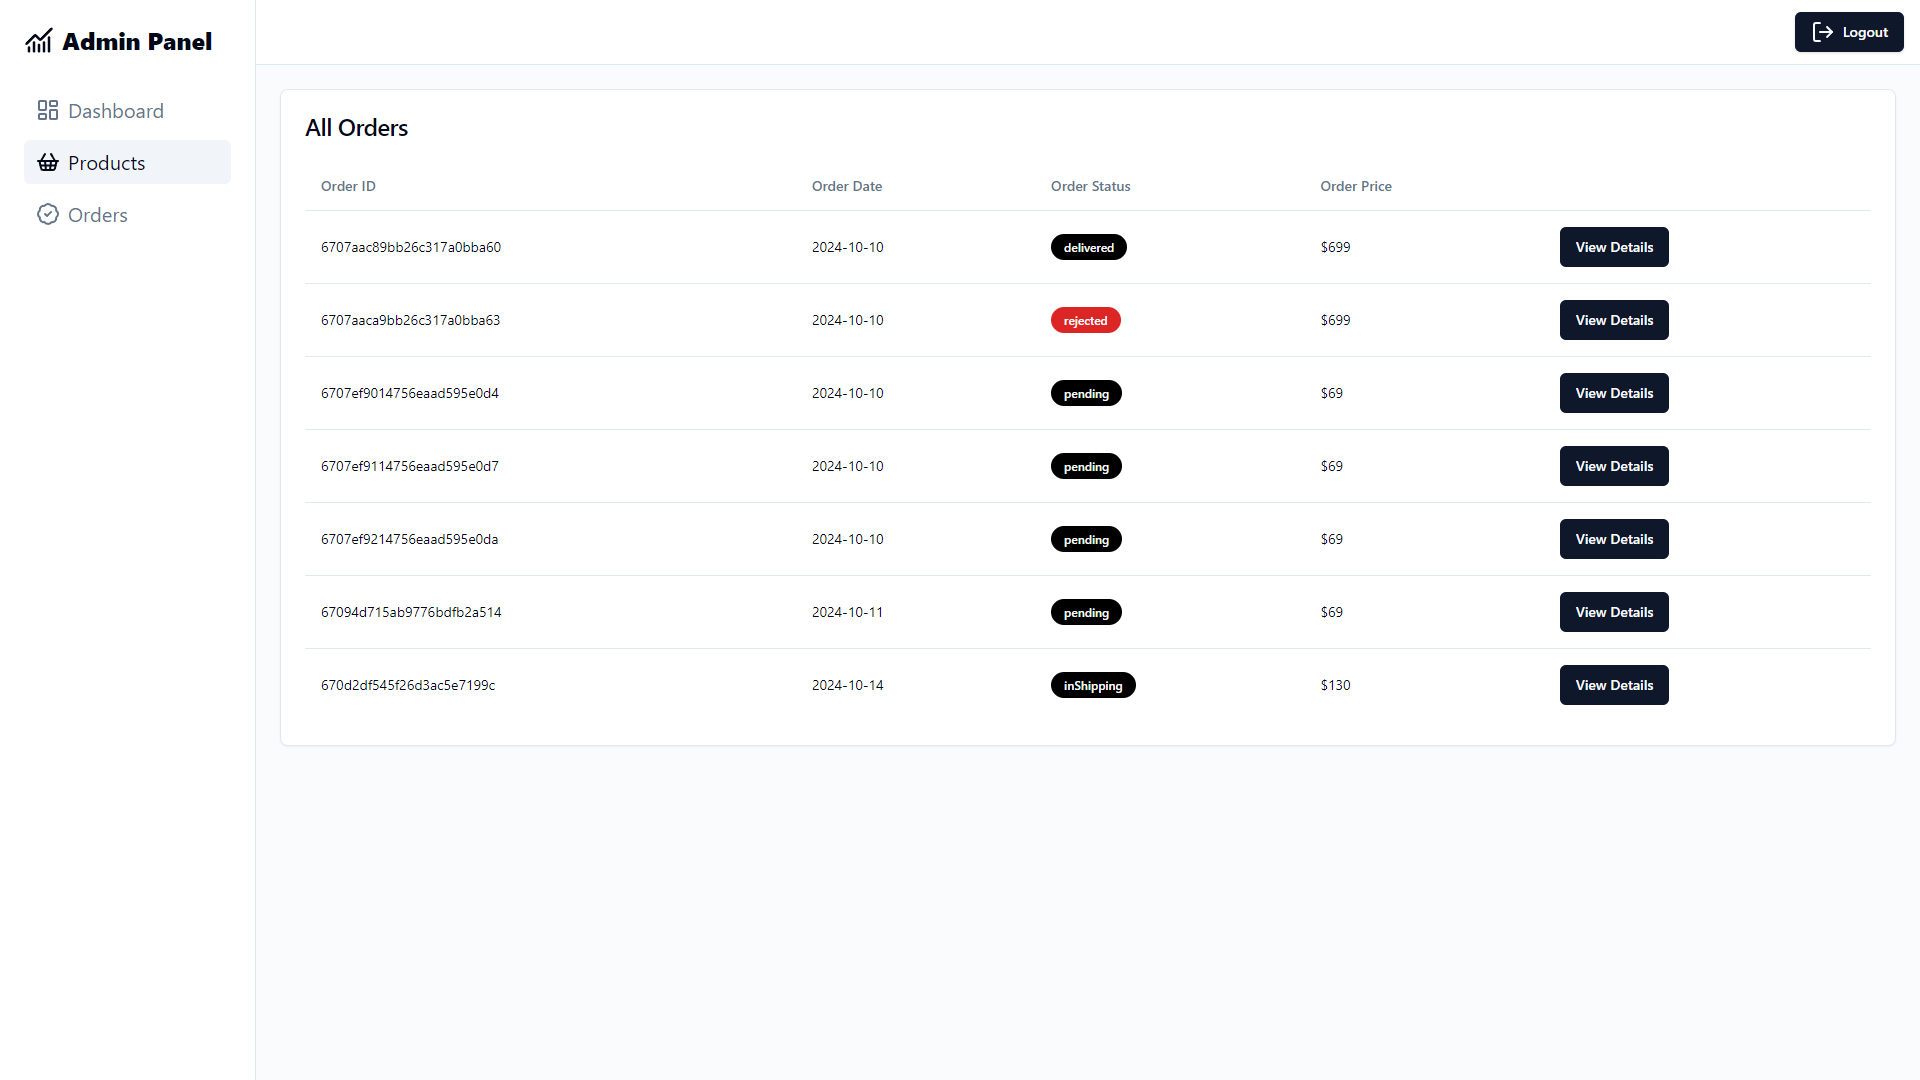 Admin Panel
Logout
Dashboard
Products
Orders
All Orders
Order ID Order Date Order Status Order Price
6707aac89bb26c317a0bba60 2024-10-10 delivered $699 View Details
6707aaca9bb26c317a0bba63 2024-10-10 rejected $699 View Details
6707ef9014756eaad595e0d4 2024-10-10 pending $69 View Details
6707ef9114756eaad595e0d7 2024-10-10 pending $69 View Details
6707ef9214756eaad595e0da 2024-10-10 pending $69 View Details
67094d715ab9776bdfb2a514 2024-10-11 pending $69 View Details
670d2df545f26d3ac5e7199c 2024-10-14 inShipping $130 View Details